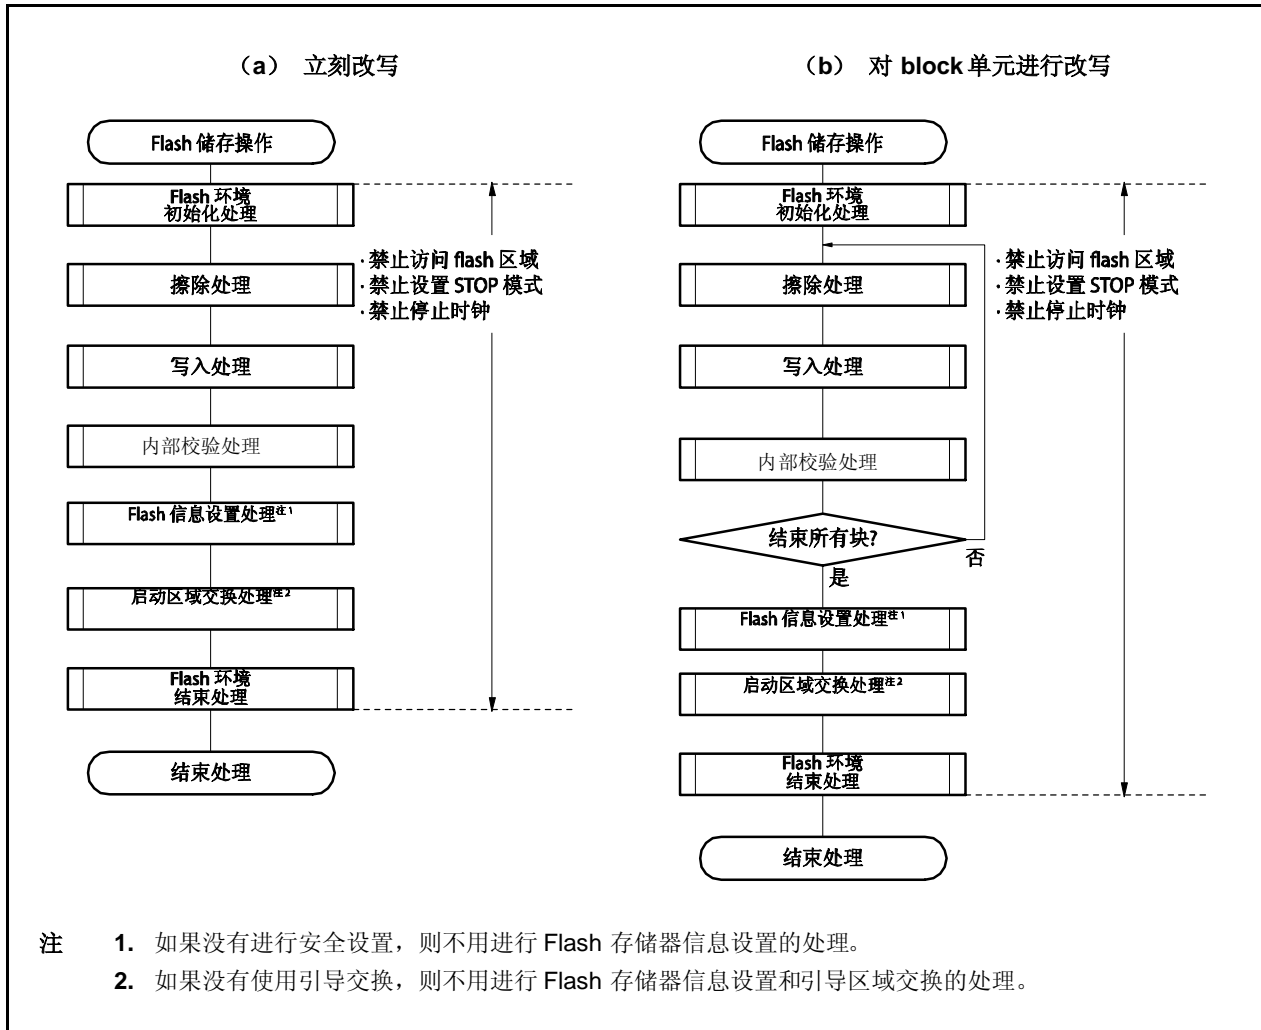 （a） 立刻改写
Flash 储存操作
Flash 环境
初始化处理
擦除处理
写入处理
内部校验处理
Flash 信息设置处理注1
启动区域交换处理注2
Flash 环境
结束处理
结束处理
·禁止访问 flash 区域
·禁止设置 STOP 模式
·禁止停止时钟
（b） 对 block 单元进行改写
Flash 储存操作
Flash 环境
初始化处理
擦除处理
写入处理
内部校验处理
结束所有块?
否
是
Flash 信息设置处理注1
启动区域交换处理注2
Flash 环境
结束处理
结束处理
·禁止访问 flash 区域
·禁止设置 STOP 模式
·禁止停止时钟
注 1. 如果没有进行安全设置，则不用进行 Flash 存储器信息设置的处理。
2. 如果没有使用引导交换，则不用进行 Flash 存储器信息设置和引导区域交换的处理。